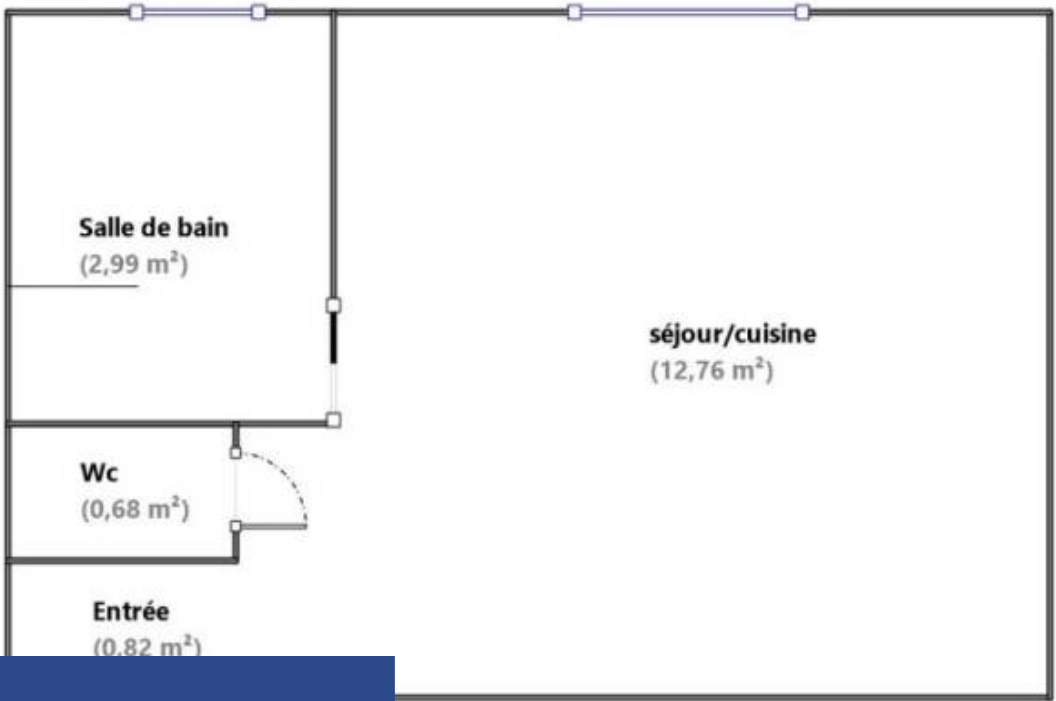 Salle de bain
(2,99 m²)
séjour/cuisine
(12,76 m²)
Wc
(0,68 m²)
Entrée
(0,82 m²)